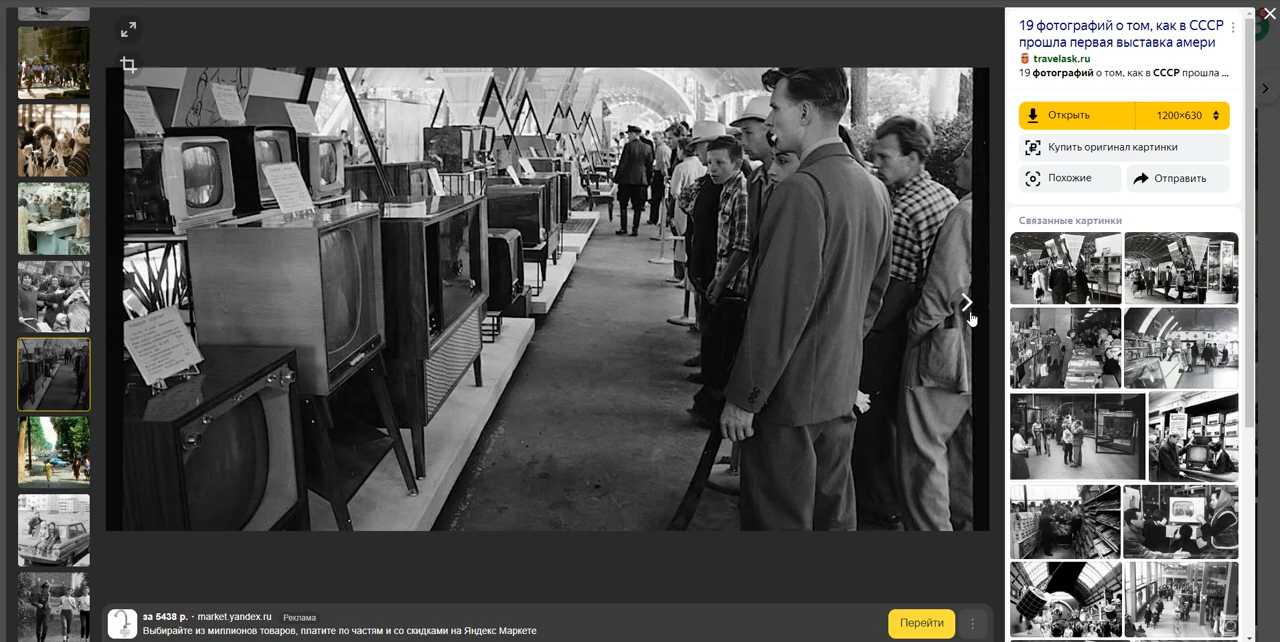 19 фотографий о том, как в СССР
прошла первая выставка амери
travelask.ru
19 фотографий о том, как в СССР прошла ...
Открыть
1200×630
Купить оригинал картинки
Похожие
Отправить
Связанные картинки
за 5438 р. · market.yandex.ru Реклама
Выбирайте из миллионов товаров, платите по частям и со скидками на Яндекс Маркете
Перейти